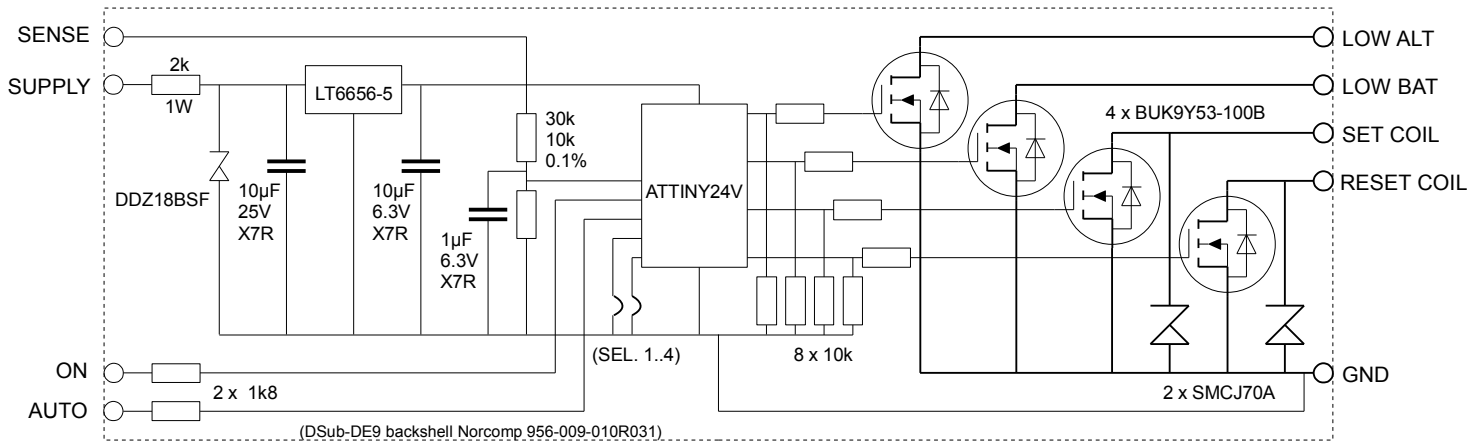 SENSE
SUPPLY
2k
1W
LT6656-5
DDZ18BSF
10µF
25V
X7R
10µF
6.3V
X7R
1µF
6.3V
X7R
30k
10k
0.1%
ATTINY24V
(SEL. 1..4)
8 x 10k
4 x BUK9Y53-100B
LOW ALT
LOW BAT
SET COIL
RESET COIL
GND
2 x SMCJ70A
ON
AUTO
2 x 1k8
(DSub-DE9 backshell Norcomp 956-009-010R031)